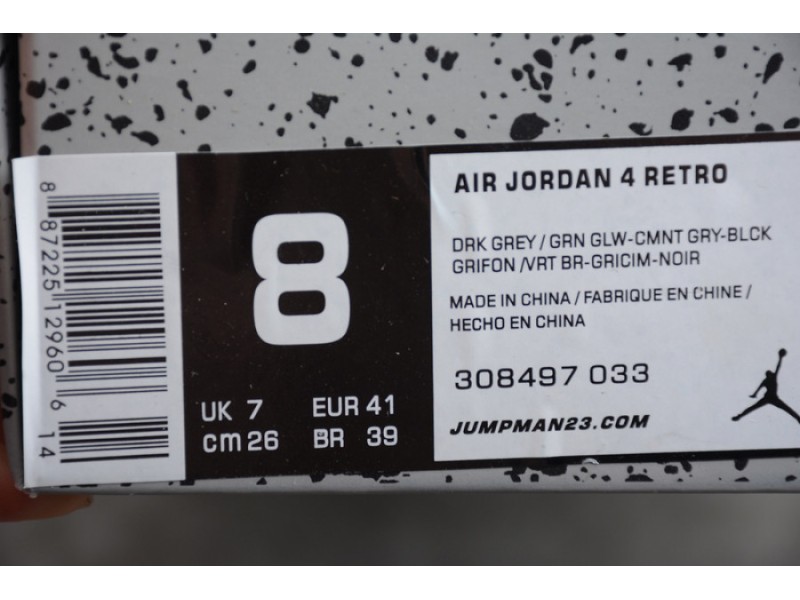 8 87225 12960 6 14
8
UK 7 EUR 41
cm 26 BR 39
AIR JORDAN 4 RETRO
DRK GREY / GRN GLW-CMNT GRY-BLCK
GRIFON /VRT BR-GRICIM-NOIR
MADE IN CHINA / FABRIQUE EN CHINE /
HECHO EN CHINA
308497 033
JUMPMAN23.COM